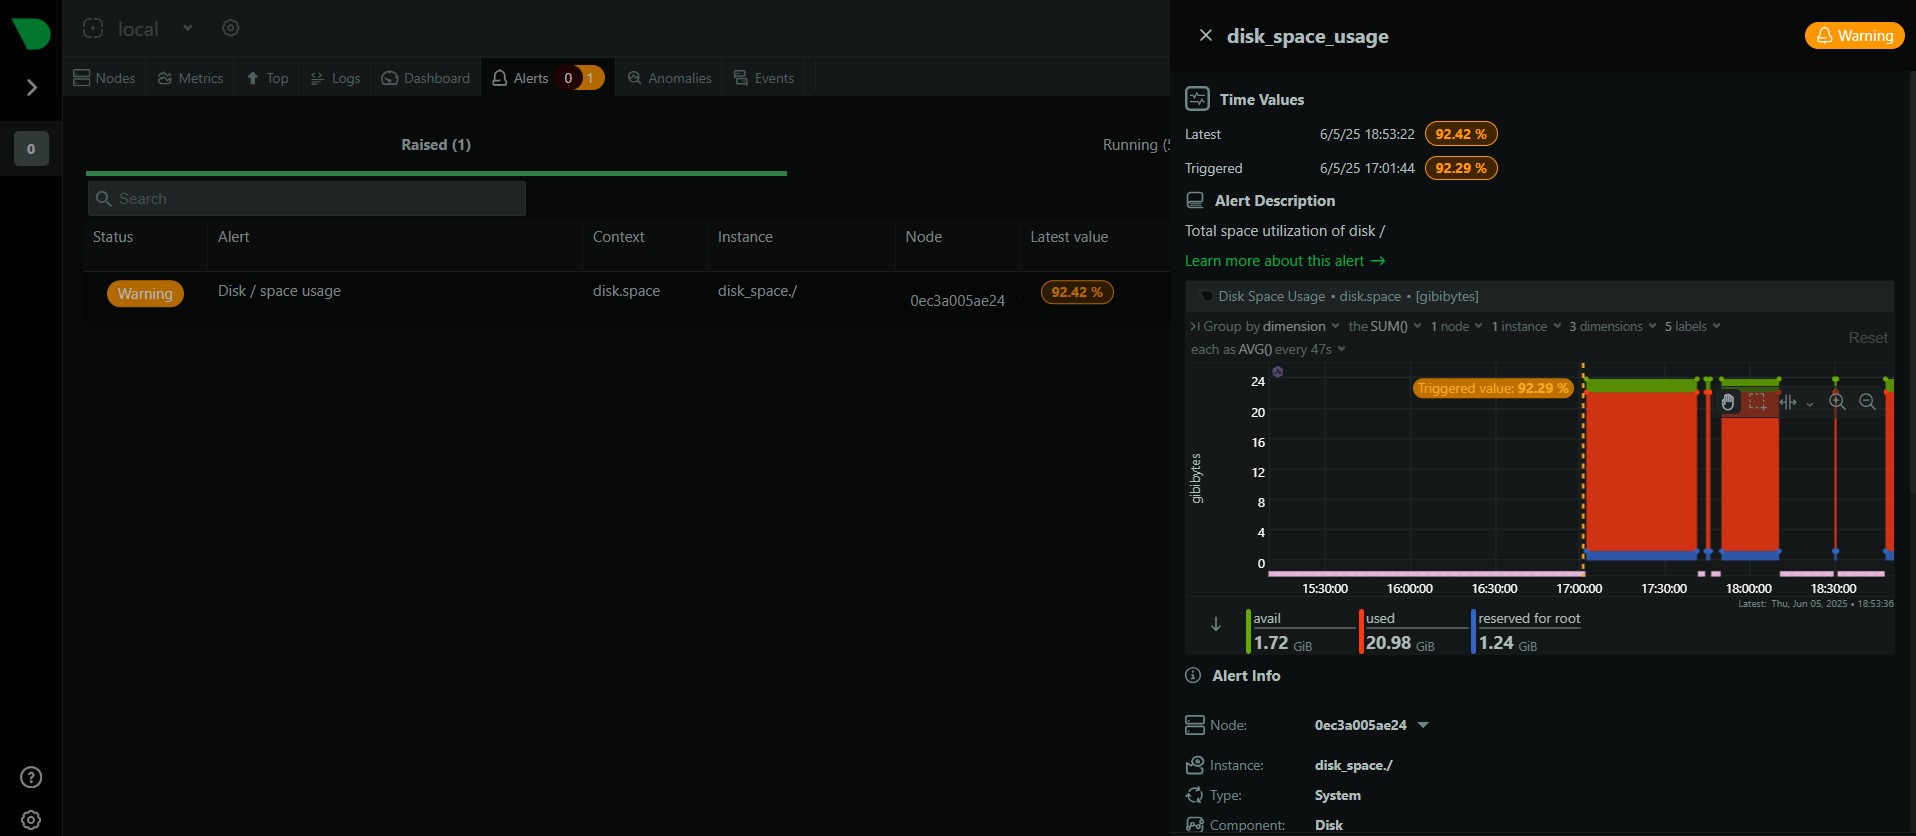 local
disk_space_usage
Warning
Nodes
Metrics
Top
Logs
Dashboard
Alerts 0 1
Anomalies
Events
0
Raised (1)
Running (
Search
Status Alert Context Instance Node Latest value
Warning Disk / space usage disk.space disk_space./ 0ec3a005ae24 92.42 %
Time Values
Latest 6/5/25 18:53:22 92.42 %
Triggered 6/5/25 17:01:44 92.29 %
Alert Description
Total space utilization of disk /
Learn more about this alert →
Disk Space Usage • disk.space • [gibibytes]
Group by dimension the SUM() 1 node 1 instance 3 dimensions 5 labels
each as AVG() every 47s
Reset
Triggered value: 92.29 %
gibibytes
24
20
16
12
8
4
0
15:30:00 16:00:00 16:30:00 17:00:00 17:30:00 18:00:00 18:30:00
Latest: Thu, Jun 05, 2025 • 18:53:36
avail used reserved for root
1.72 GiB 20.98 GiB 1.24 GiB
Alert Info
Node: 0ec3a005ae24
Instance: disk_space./
Type: System
Component: Disk